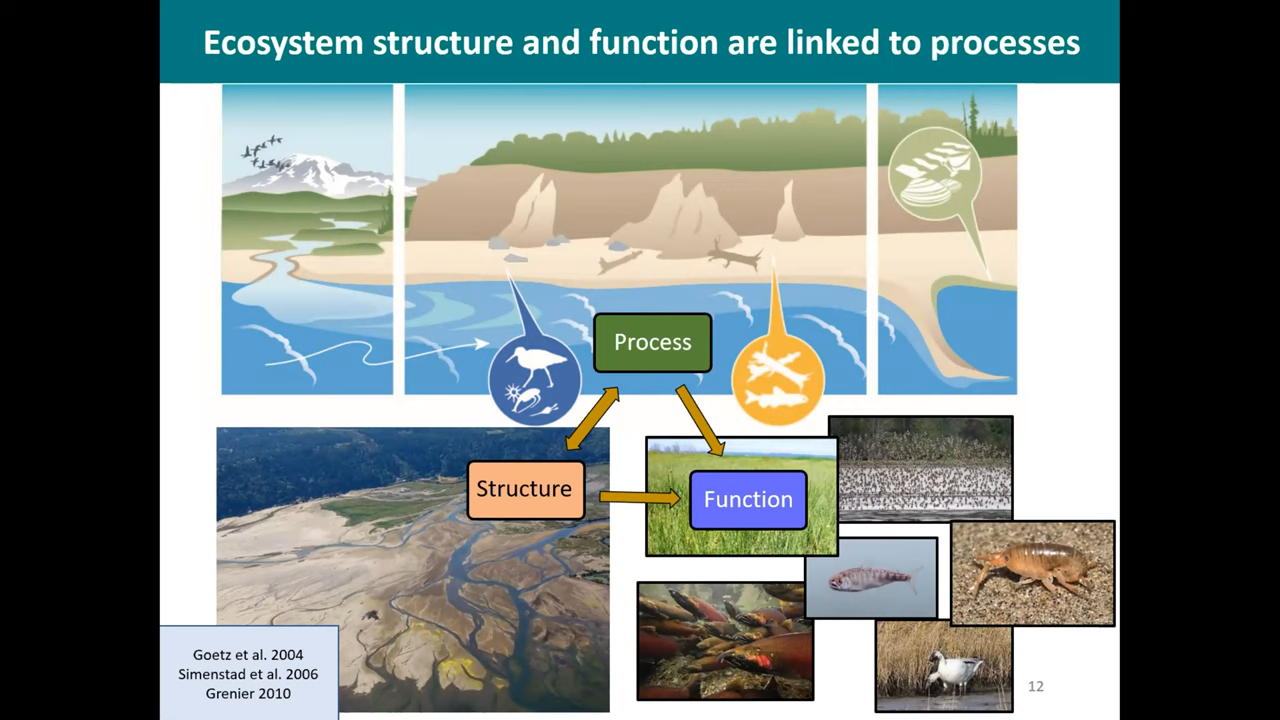 Ecosystem structure and function are linked to processes
Process
Structure
Function
Goetz et al. 2004
Simenstad et al. 2006
Grenier 2010
12